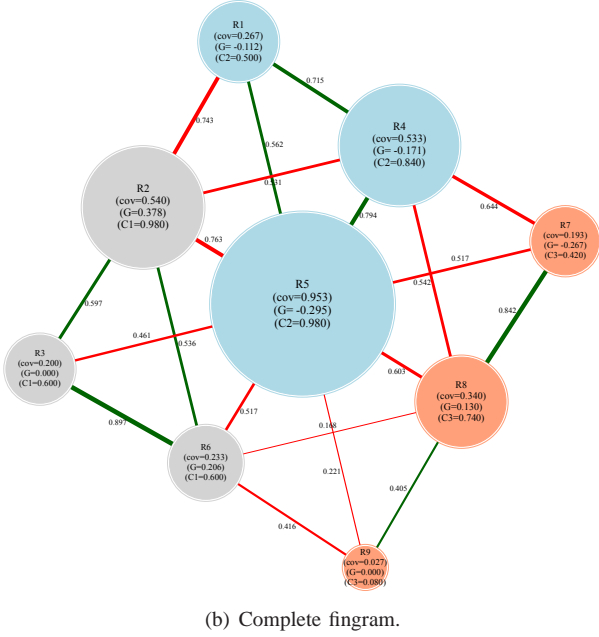 R1
(cov=0.267)
(G= -0.112)
(C2=0.500)
0.715
0.743
0.562
R4
(cov=0.533)
(G= -0.171)
(C2=0.840)
R2
(cov=0.540)
(G=0.378)
(C1=0.980)
0.531
0.644
0.794
R7
(cov=0.193)
(G= -0.267)
(C3=0.420)
0.763
0.517
0.542
R5
(cov=0.953)
(G= -0.295)
(C2=0.980)
0.842
0.597
0.461
0.536
R3
(cov=0.200)
(G=0.000)
(C1=0.600)
0.603
R8
(cov=0.340)
(G=0.130)
(C3=0.740)
0.517
0.897
0.168
R6
(cov=0.233)
(G=0.206)
(C1=0.600)
0.221
0.405
0.416
R9
(cov=0.027)
(G=0.000)
(C3=0.080)
(b) Complete fingram.